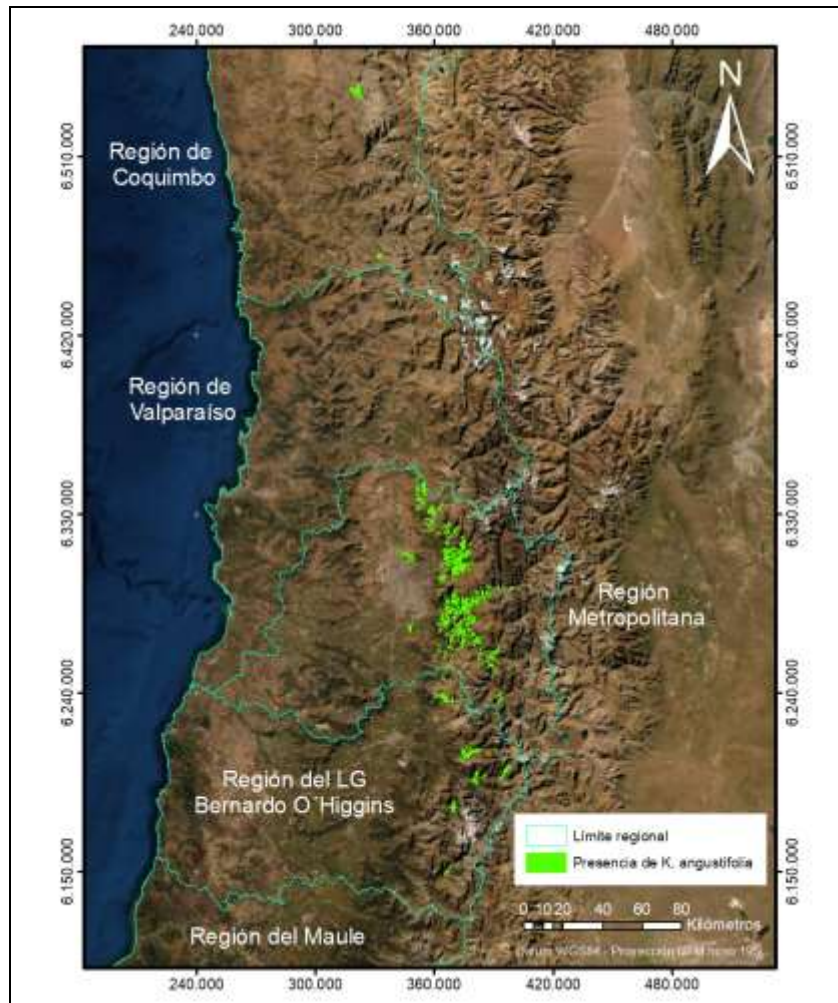 240.000 300.000 360.000 420.000 480.000
N
6.510.000
6.510.000
Región de
Coquimbo
6.420.000
6.420.000
Región de
Valparaíso
6.330.000
6.330.000
Región
Metropolitana
6.240.000
6.240.000
Región del LG
Bernardo O´Higgins
Límite regional
Presencia de K. angustifolia
6.150.000
6.150.000
0 10 20 40 60 80
Kilómetros
Región del Maule
240.000 300.000 360.000 420.000 480.000